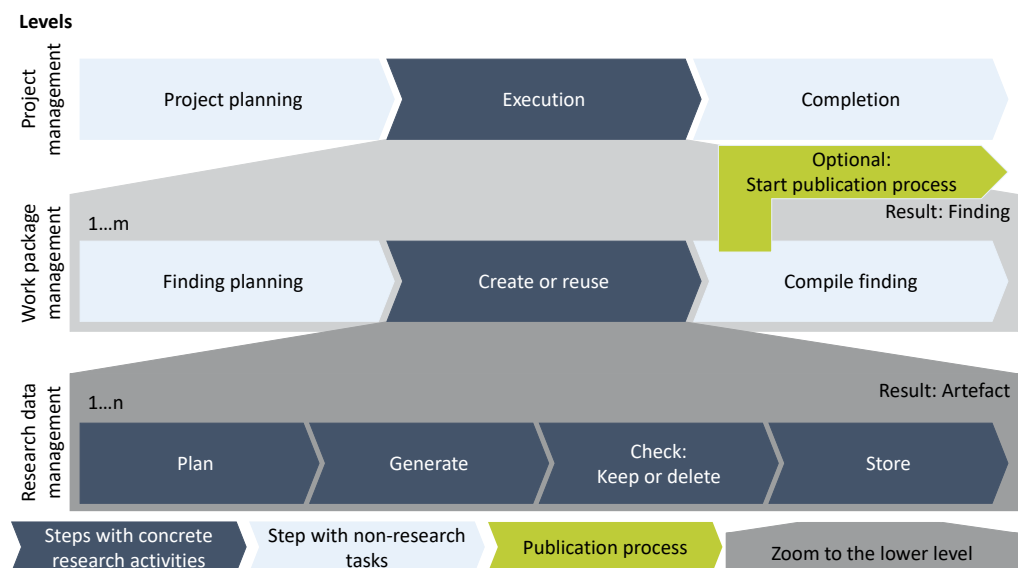 Levels
Project
management
Project planning
Execution
Completion
Optional:
Start publication process
Work package
management
1...m
Result: Finding
Finding planning
Create or reuse
Compile finding
Research data
management
1...n
Result: Artefact
Plan
Generate
Check:
Keep or delete
Store
Steps with concrete
research activities
Step with non-research
tasks
Publication process
Zoom to the lower level